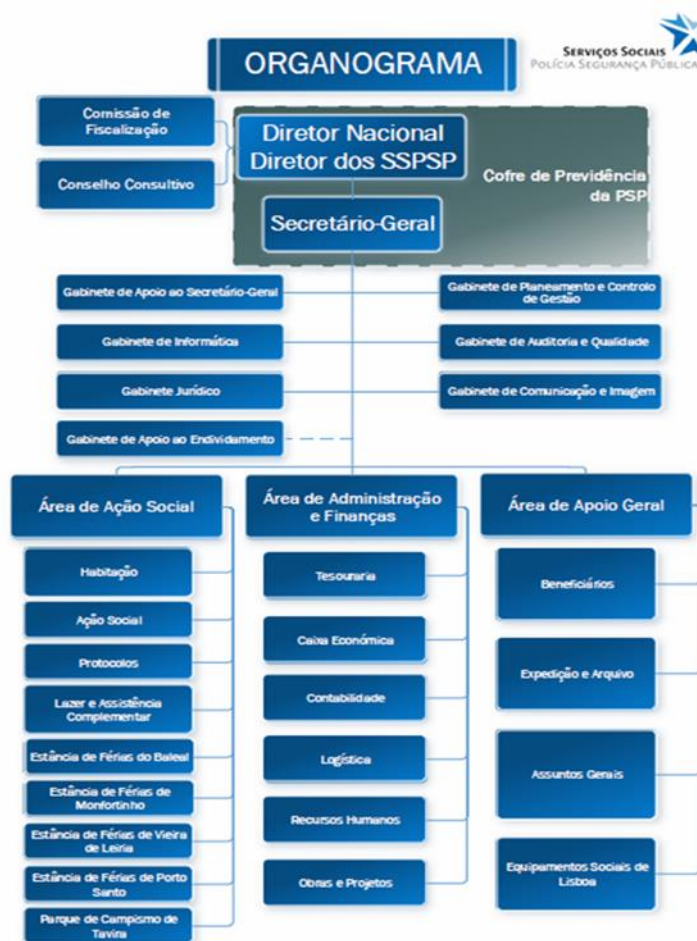 ORGANOGRAMA
SERVIÇOS SOCIAIS
POLÍCIA SEGURANÇA PÚBLICA
Comissão de
Fiscalização
Conselho Consultivo
Diretor Nacional
Diretor dos SSPSP
Cofre de Previdência
da PSP
Secretário-Geral
Gabinete de Apoio ao Secretário-Geral
Gabinete de Planeamento e Controlo
de Gestão
Gabinete de Informática
Gabinete de Auditoria e Qualidade
Gabinete Jurídico
Gabinete de Comunicação e Imagem
Gabinete de Apoio ao Endividamento
Área de Ação Social
Habitação
Ação Social
Protocolos
Lazer e Assistência
Complementar
Estância de Férias do Baleal
Estância de Férias de
Monfortinho
Estância de Férias de Vieira
de Leiria
Estância de Férias de Porto
Santo
Parque de Campismo de
Tavira
Área de Administração
e Finanças
Tesouraria
Caixa Económica
Contabilidade
Logística
Recursos Humanos
Obras e Projetos
Área de Apoio Geral
Beneficiários
Expedição e Arquivo
Assuntos Gerais
Equipamentos Sociais de
Lisboa